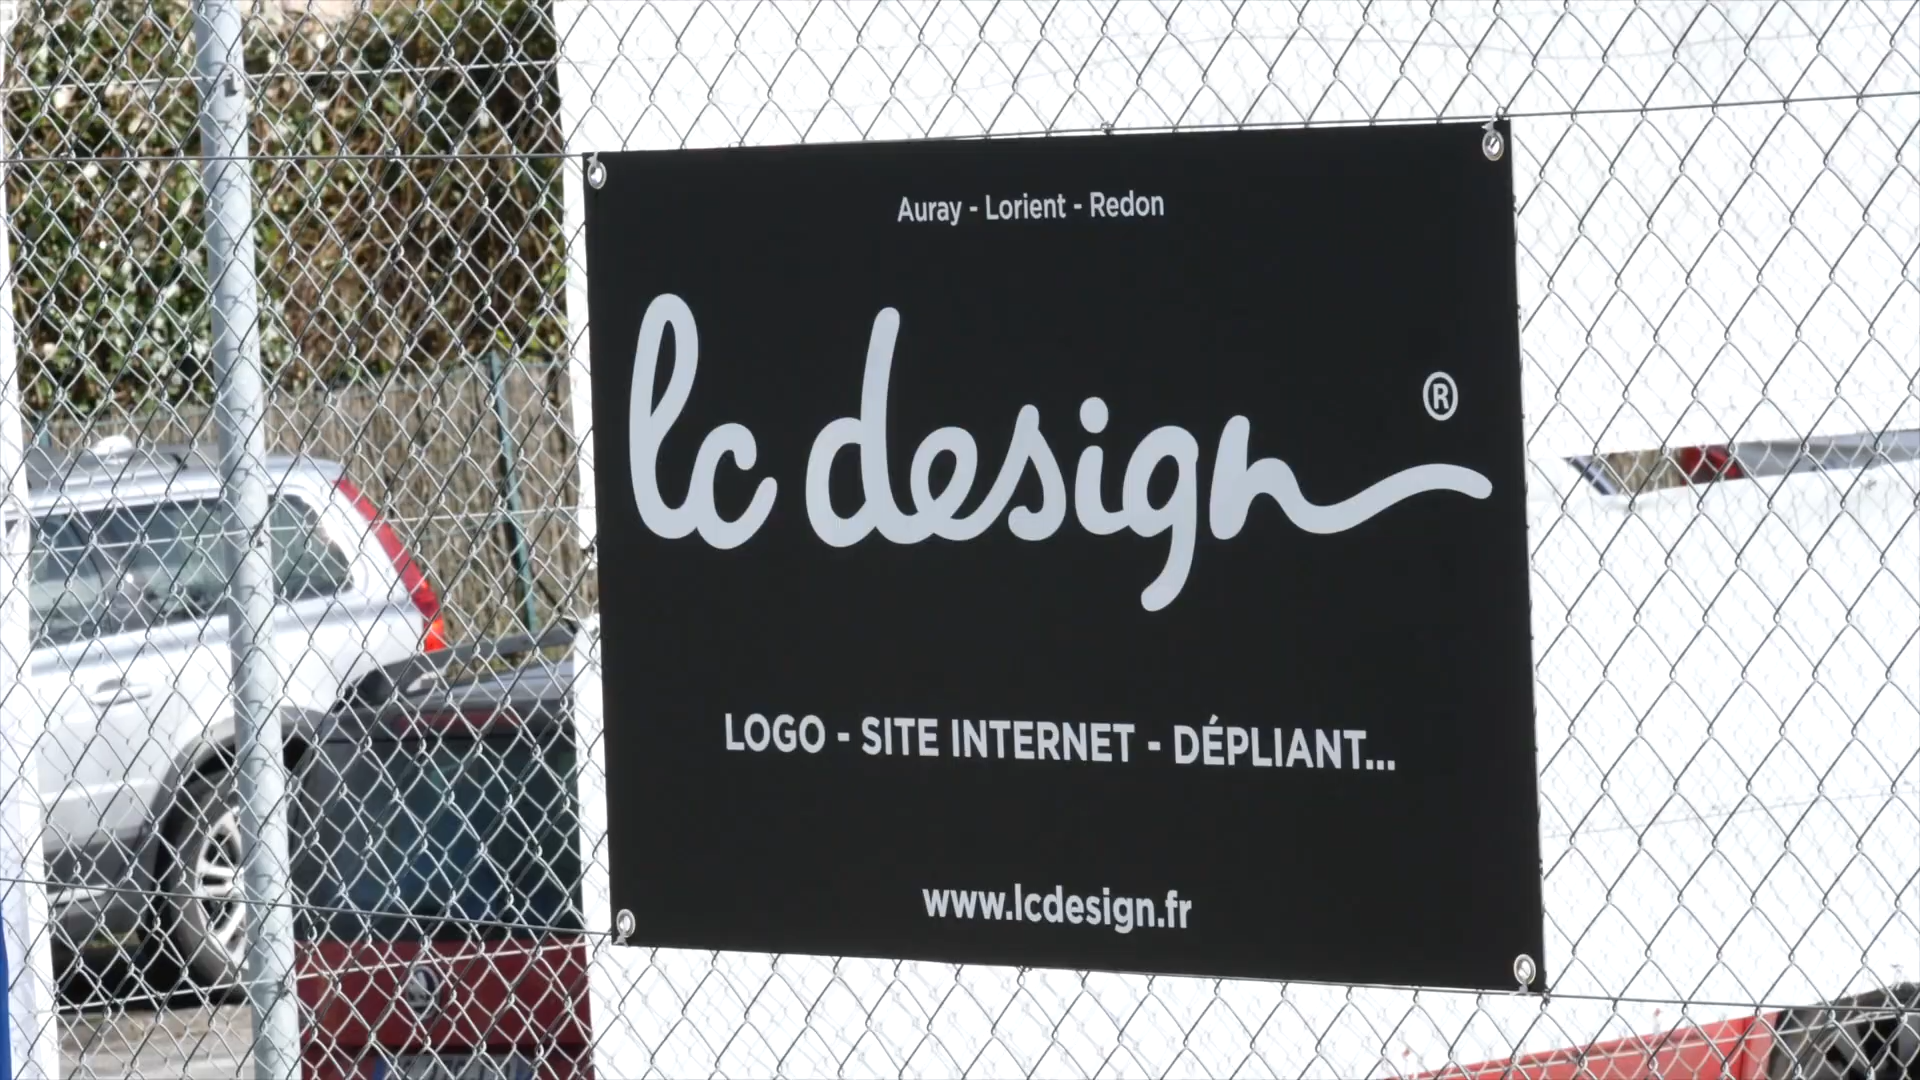 Auray - Lorient - Redon
lc design ®
LOGO - SITE INTERNET - DÉPLIANT...
www.lcdesign.fr